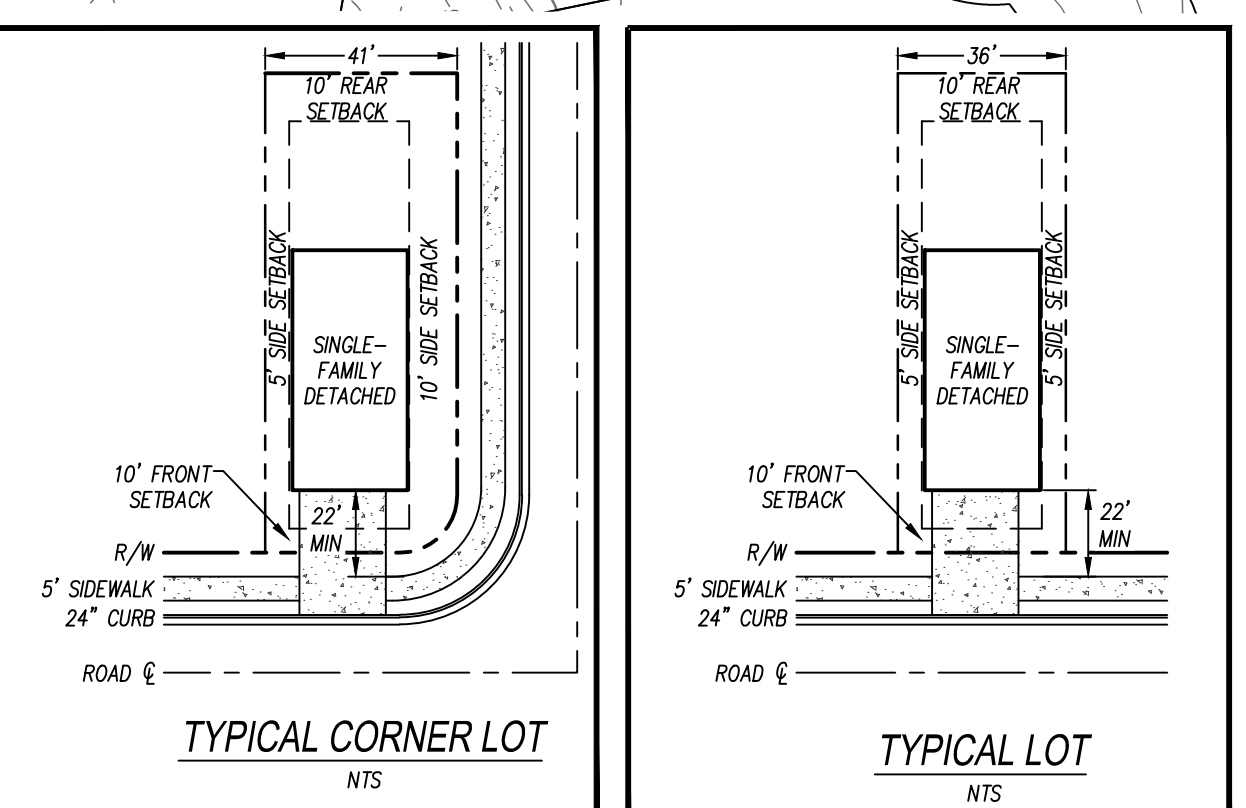 41'
10' REAR
SETBACK
5' SIDE SETBACK
10' SIDE SETBACK
SINGLE-
FAMILY
DETACHED
10' FRONT
SETBACK
22'
MIN
R/W
5' SIDEWALK
24" CURB
ROAD ℄
TYPICAL CORNER LOT
NTS
36'
10' REAR
SETBACK
5' SIDE SETBACK
5' SIDE SETBACK
SINGLE-
FAMILY
DETACHED
10' FRONT
SETBACK
22'
MIN
R/W
5' SIDEWALK
24" CURB
ROAD ℄
TYPICAL LOT
NTS